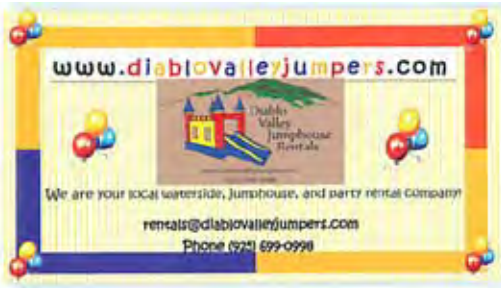 www.diablovalleyjumpers.com
Diablo
Valley
Jumphouse
Rentals
We are your local waterside, jumphouse, and party rental company!
rentals@diablovalleyjumpers.com
Phone (925) 699-0998